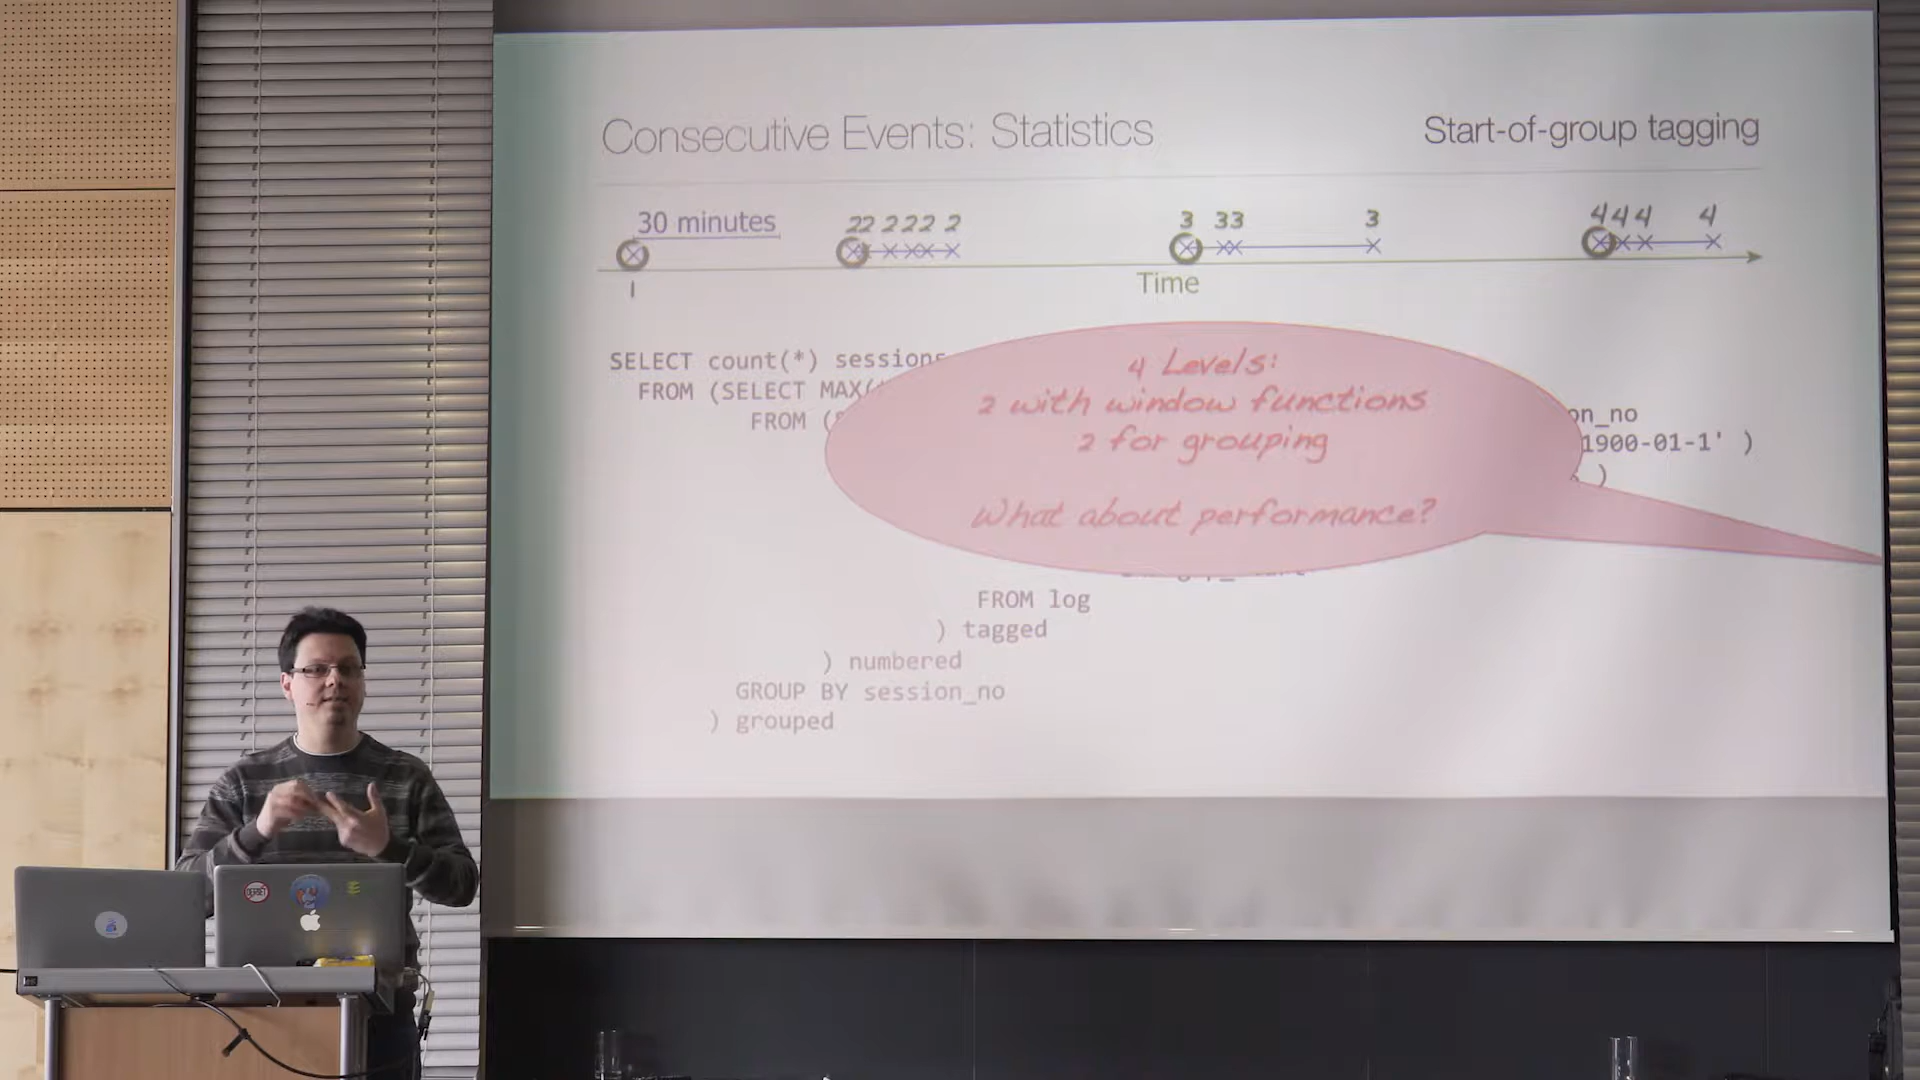 Consecutive Events: Statistics
Start-of-group tagging
30 minutes
22 222 2
3 33 3
444 4
1
Time
SELECT count(*) sessions
FROM (SELECT MAX(
FROM (
on_no
1900-01-1' )
)
4 Levels:
2 with window functions
2 for grouping
What about performance?
FROM log
) tagged
) numbered
GROUP BY session_no
) grouped